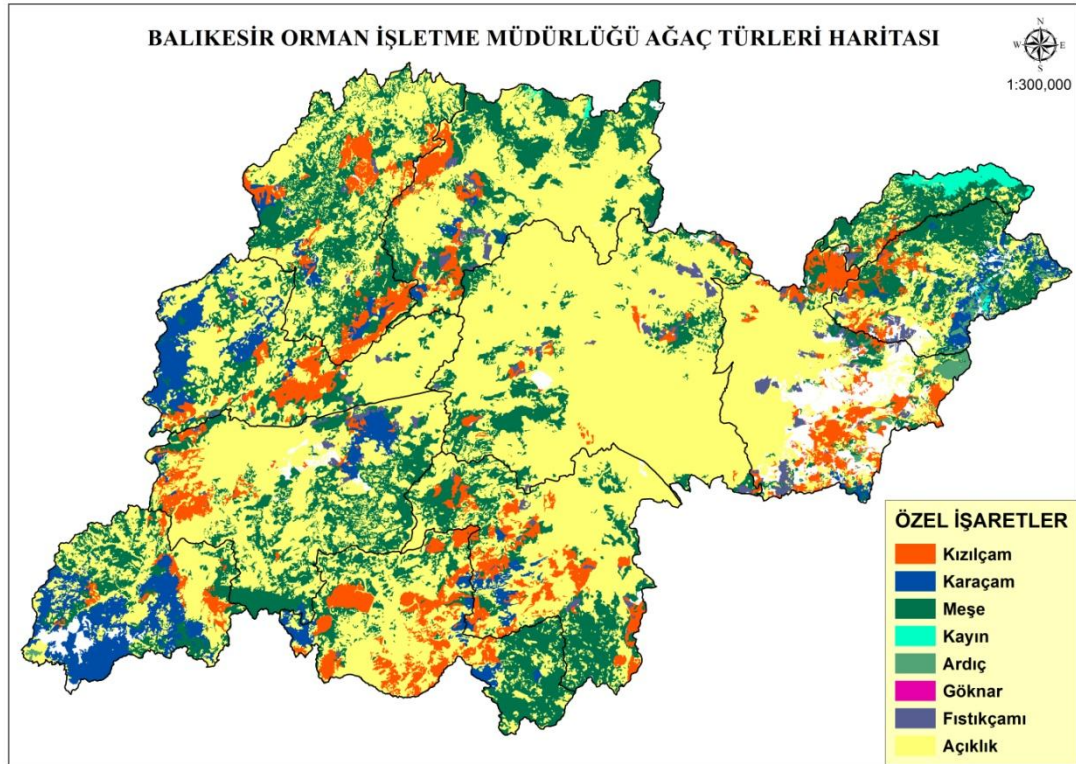 BALIKESİR ORMAN İŞLETME MÜDÜRLÜĞÜ AĞAÇ TÜRLERİ HARİTASI
N
W E
S
1:300,000
ÖZEL İŞARETLER
Kızılçam
Karaçam
Meşe
Kayın
Ardıç
Göknar
Fıstıkçamı
Açıklık